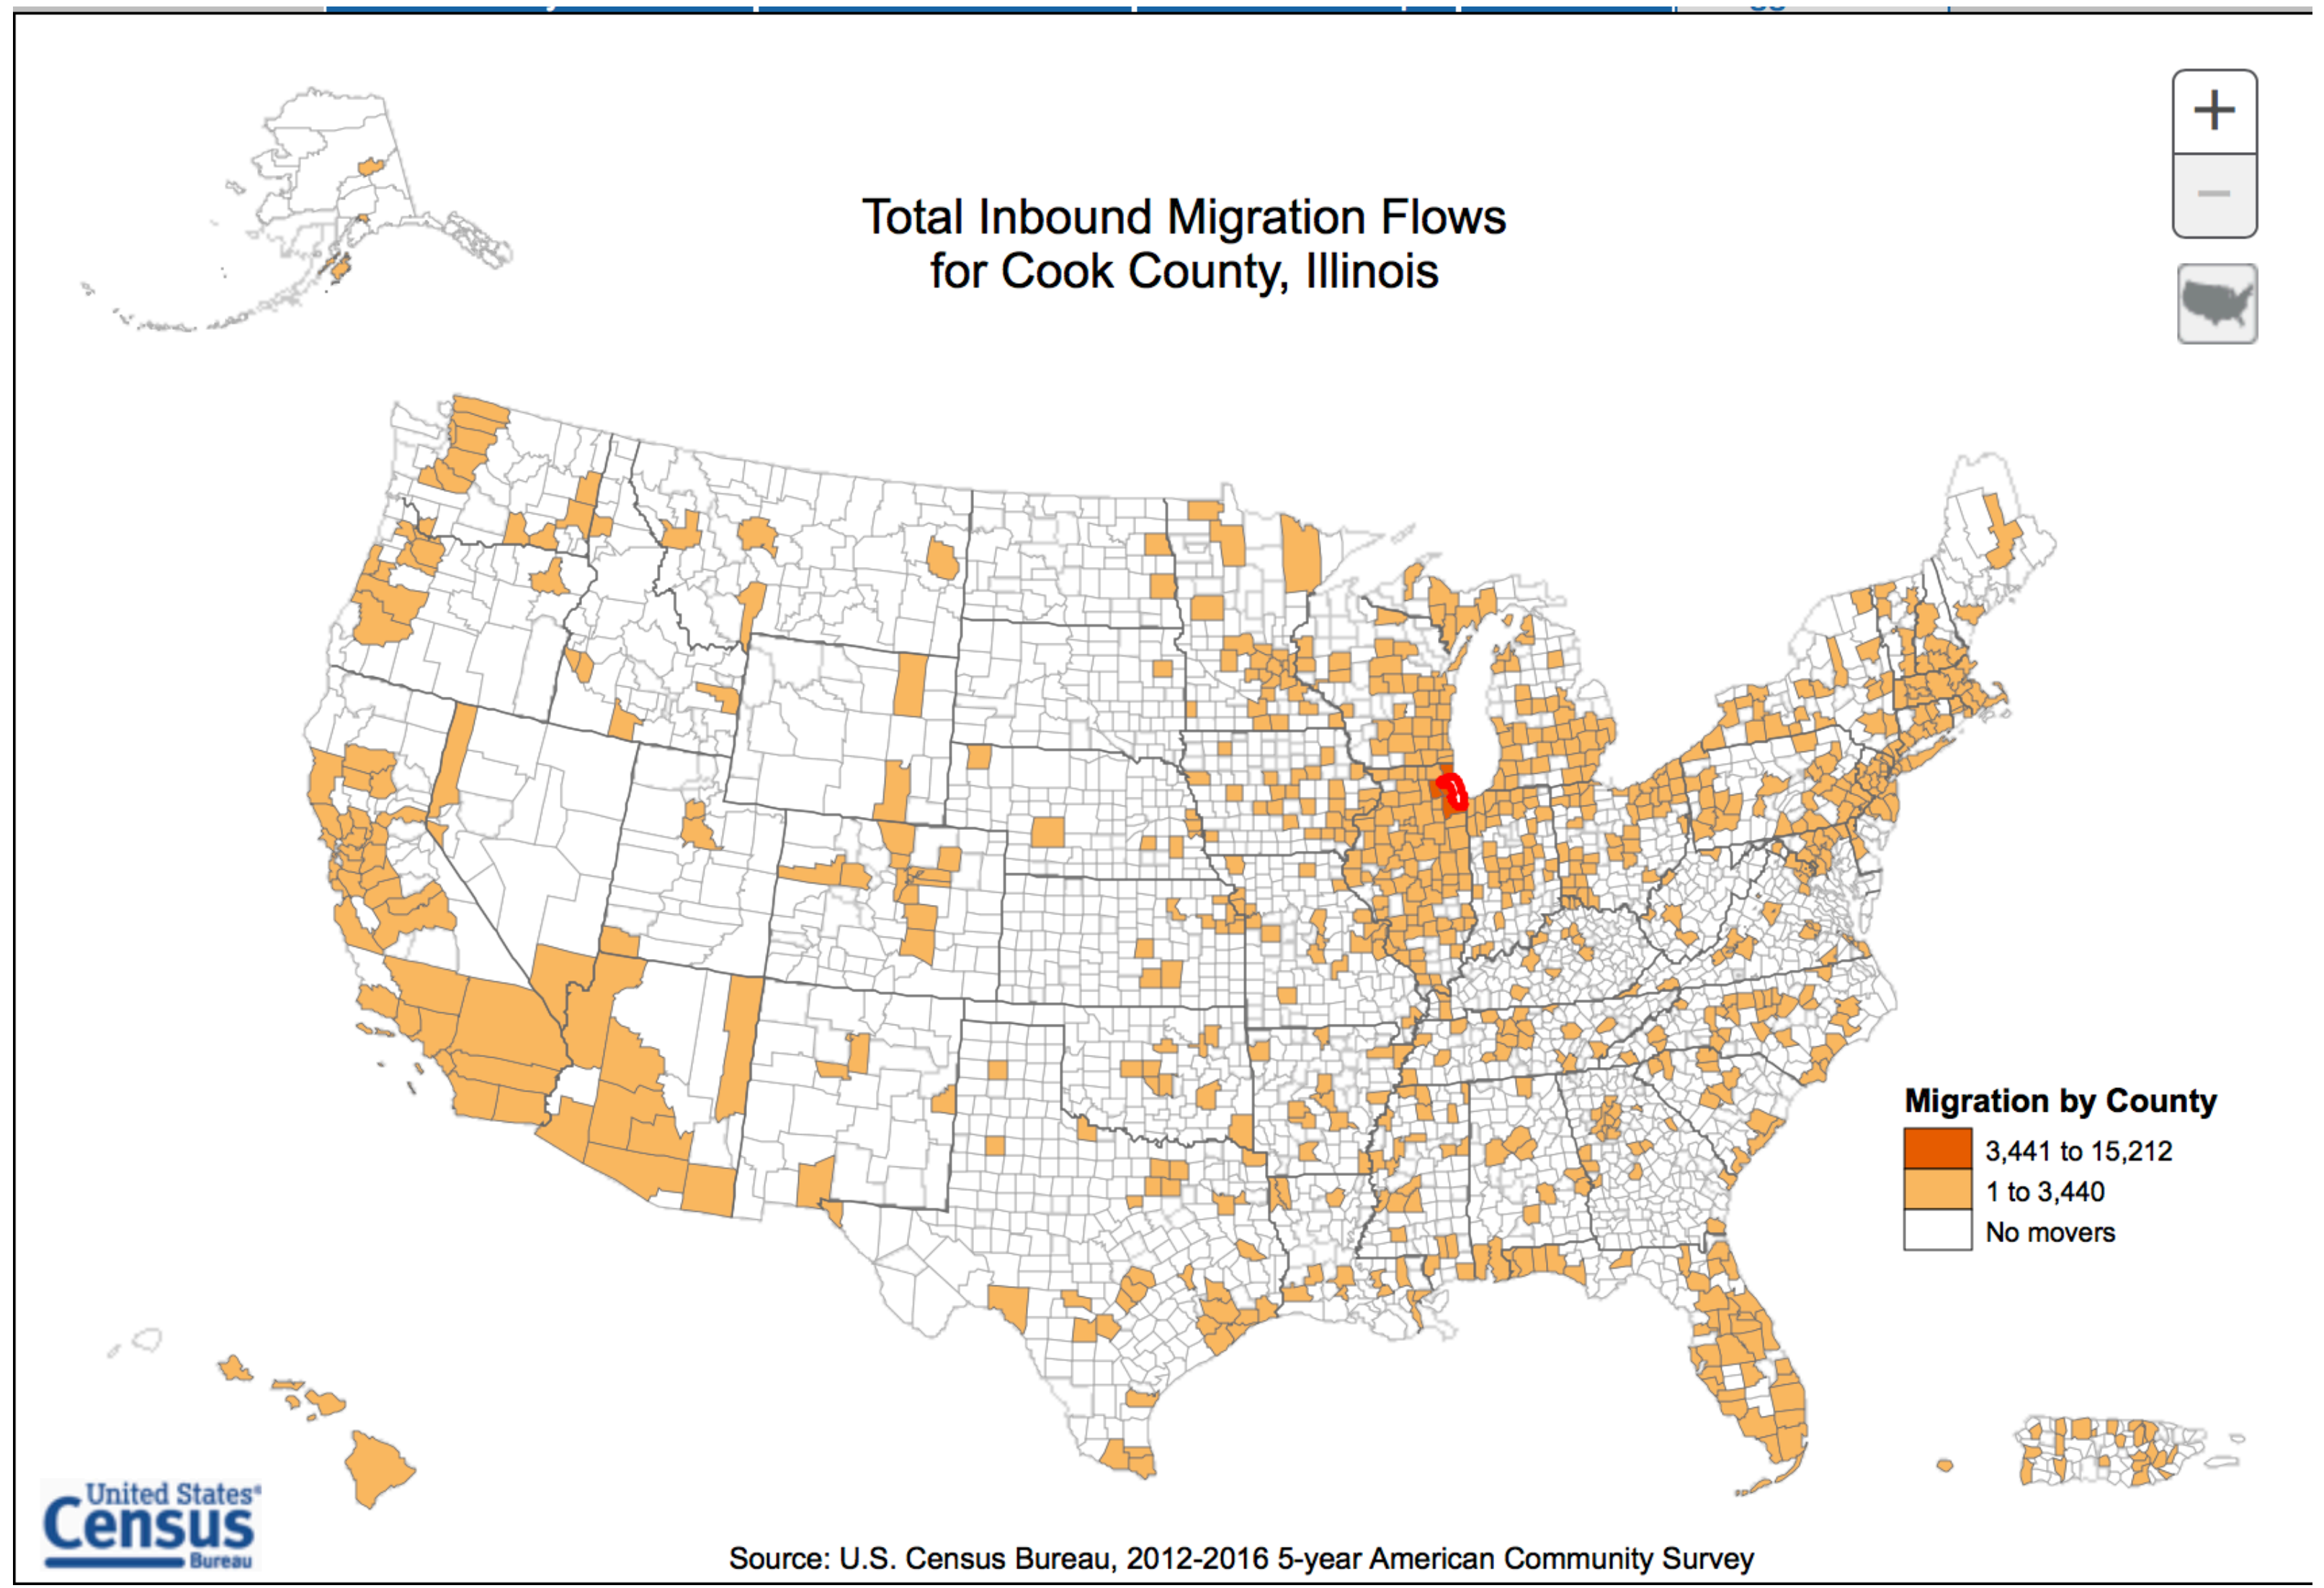 Total Inbound Migration Flows
for Cook County, Illinois
+
−
Migration by County
3,441 to 15,212
1 to 3,440
No movers
United States®
Census
Bureau
Source: U.S. Census Bureau, 2012-2016 5-year American Community Survey